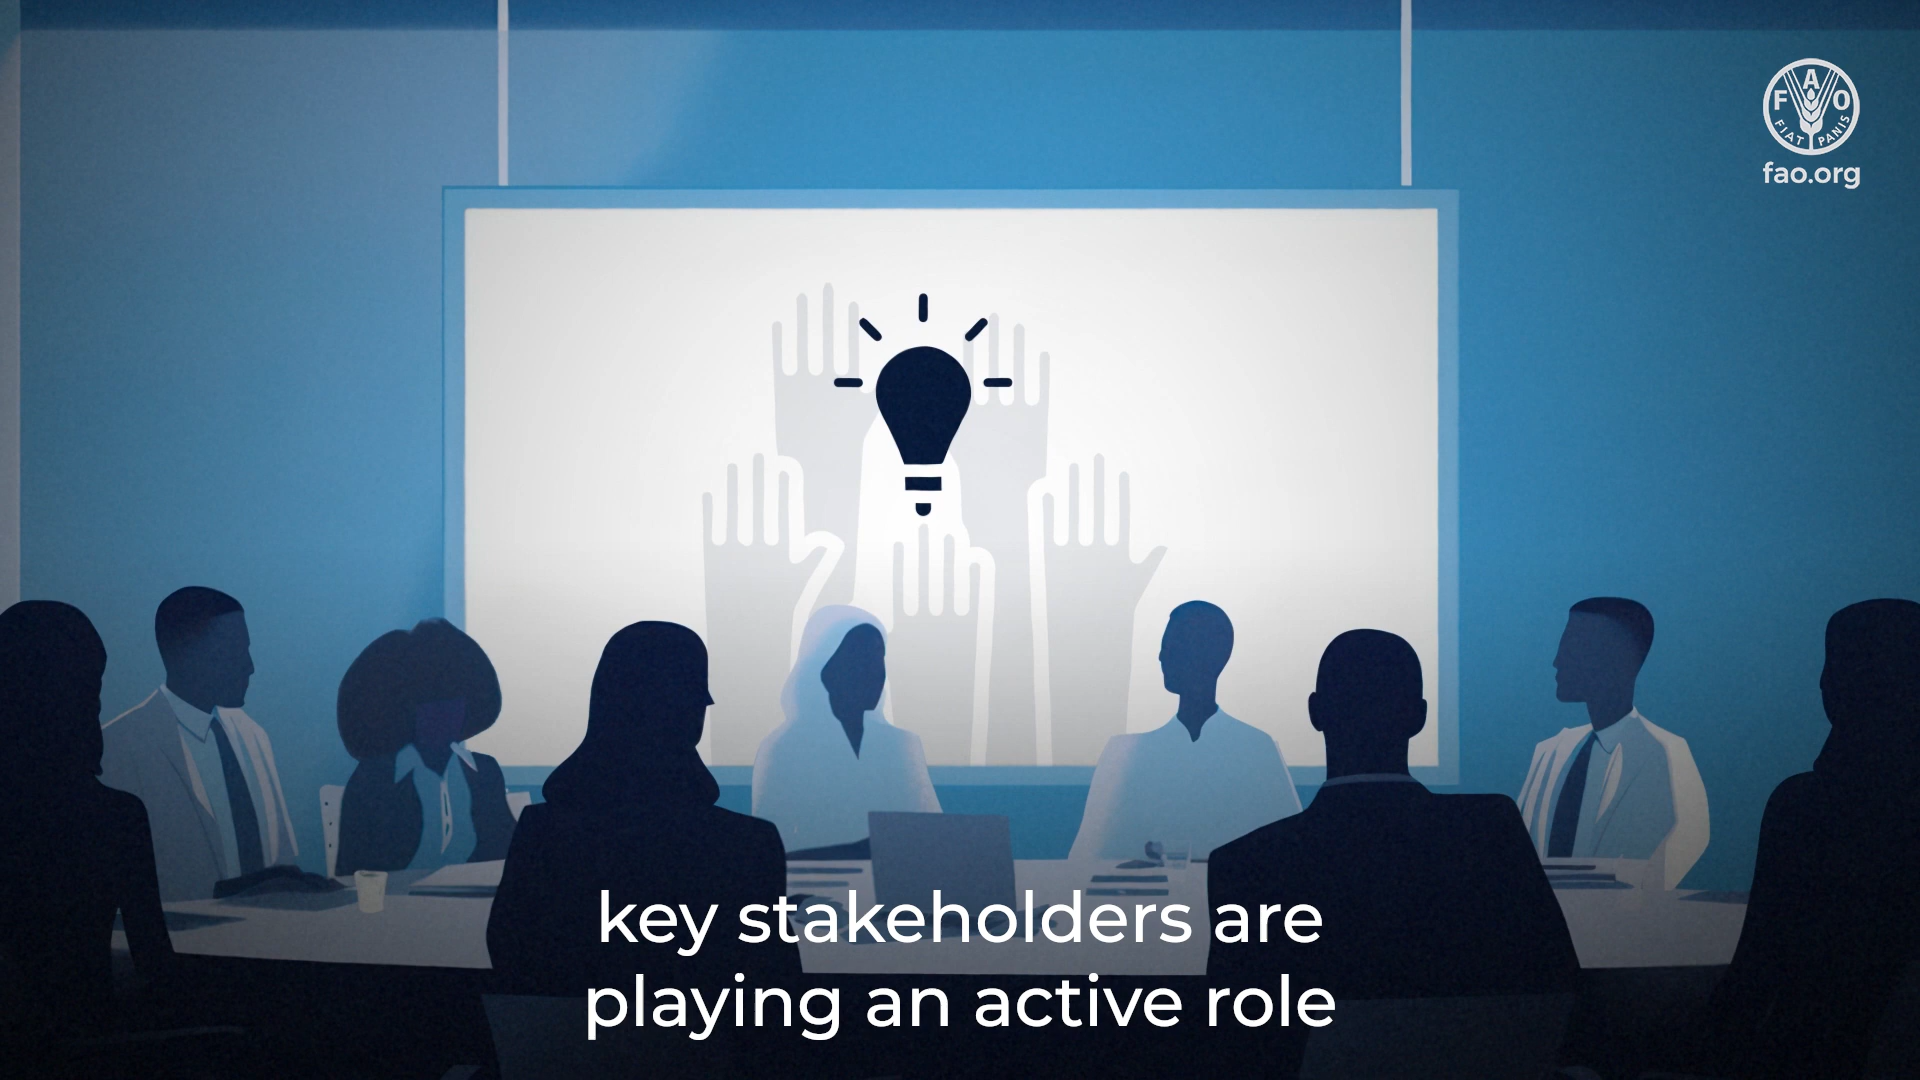 F A O
FIAT PANIS
fao.org
key stakeholders are
playing an active role